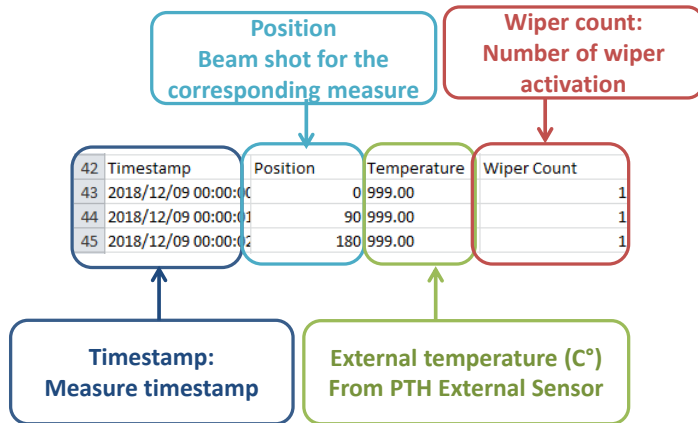 Position
Beam shot for the
corresponding measure
Wiper count:
Number of wiper
activation
42 Timestamp Position Temperature Wiper Count
43 2018/12/09 00:00:00 0 999.00 1
44 2018/12/09 00:00:01 90 999.00 1
45 2018/12/09 00:00:02 180 999.00 1
Timestamp:
Measure timestamp
External temperature (C°)
From PTH External Sensor